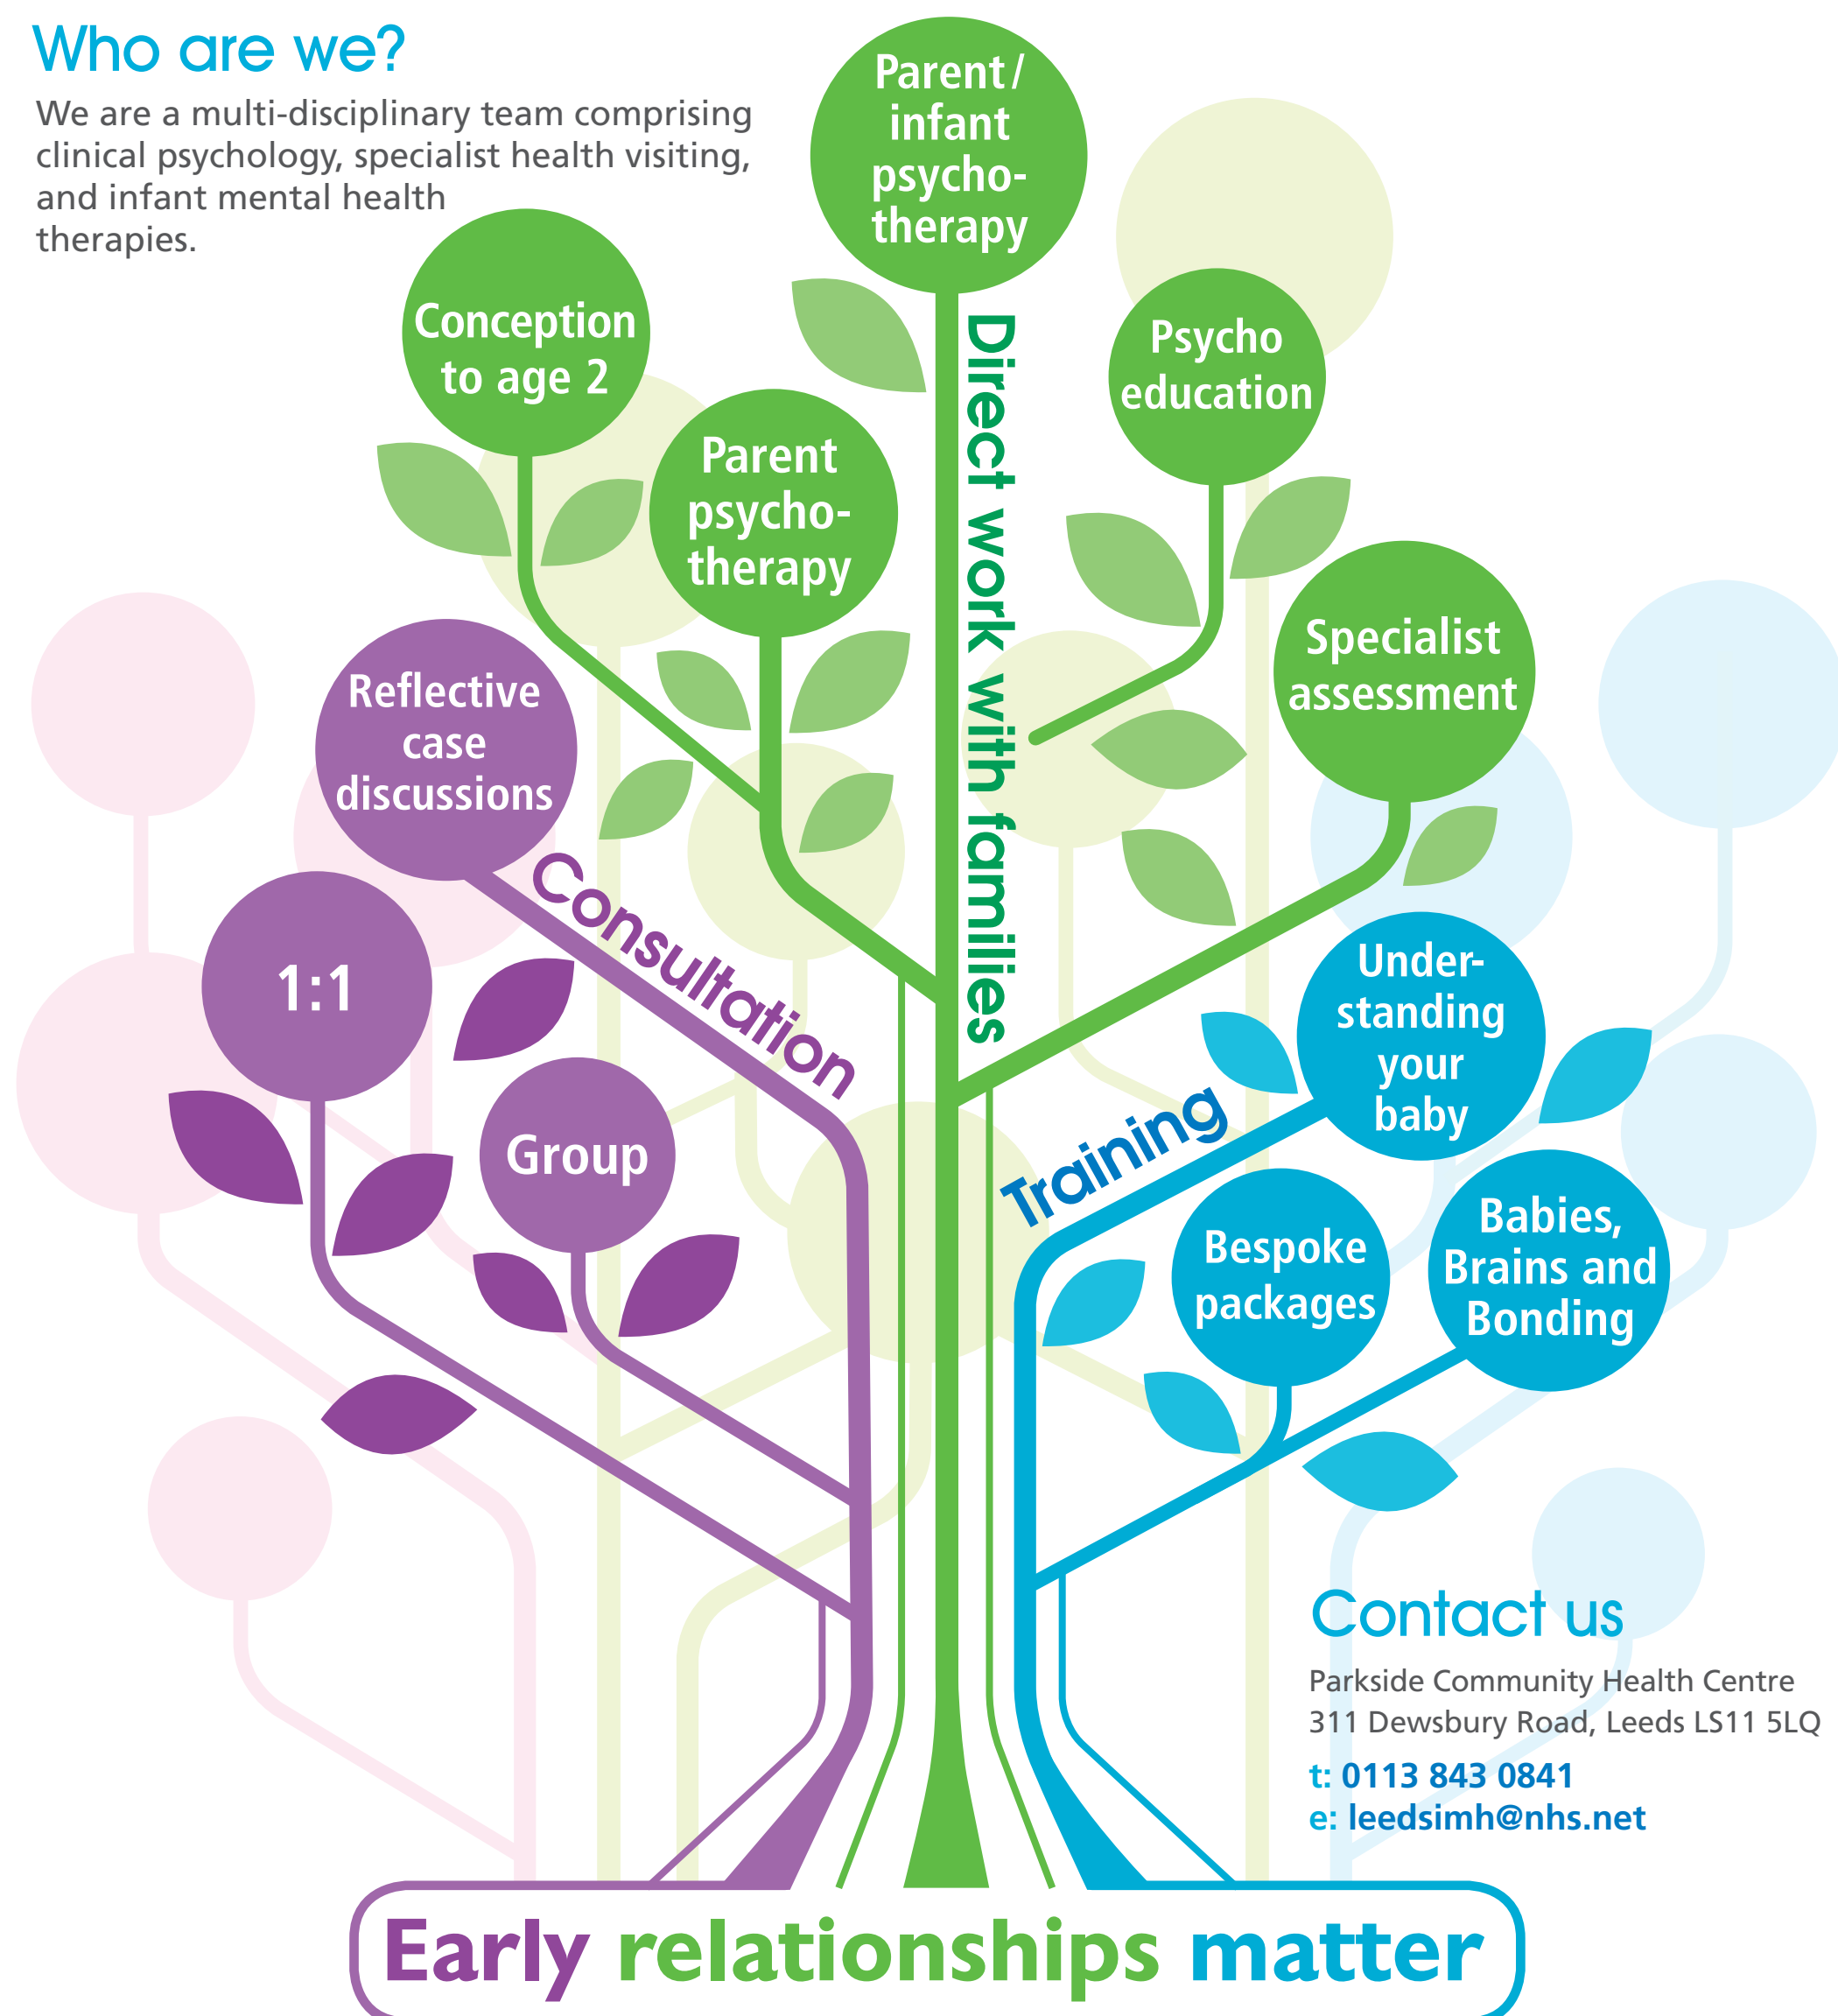 Who are we?
We are a multi-disciplinary team comprising
clinical psychology, specialist health visiting,
and infant mental health
therapies.
Parent /
infant
psycho-
therapy
Conception
to age 2
Psycho
education
Parent
psycho-
therapy
Direct work with families
Specialist
assessment
Reflective
case
discussions
Consultation
1:1
Group
Training
Under-
standing
your
baby
Bespoke
packages
Babies,
Brains and
Bonding
Contact us
Parkside Community Health Centre
311 Dewsbury Road, Leeds LS11 5LQ
t: 0113 843 0841
e: leedsimh@nhs.net
Early relationships matter